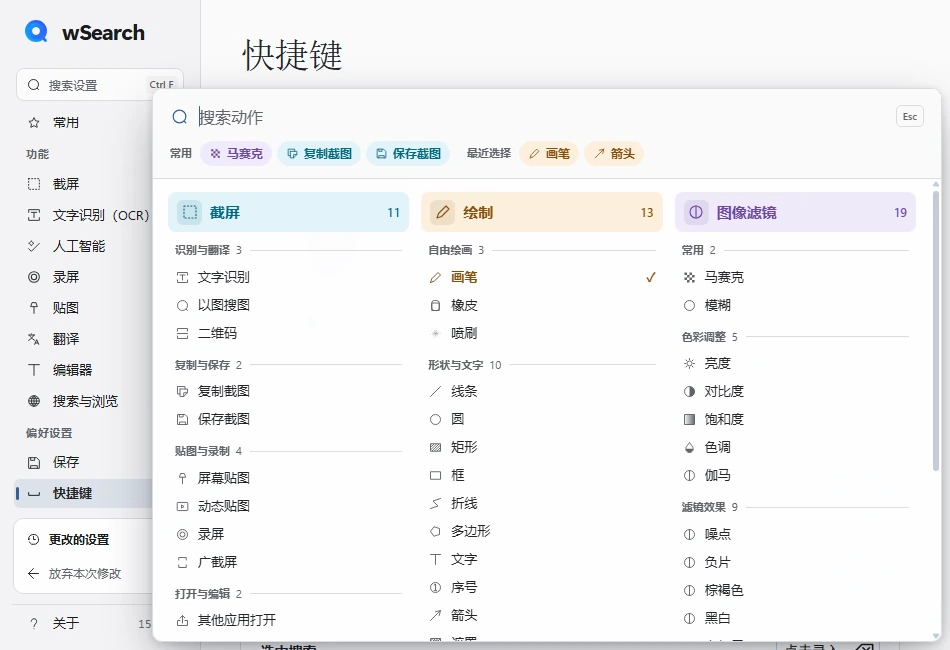 wSearch
快捷键
搜索设置 Ctrl F
常用
功能
截屏
文字识别（OCR）
人工智能
录屏
贴图
翻译
编辑器
搜索与浏览
偏好设置
保存
快捷键
更改的设置
放弃本次修改
关于 15
搜索动作 Esc
常用 马赛克 复制截图 保存截图 最近选择 画笔 箭头
截屏 11
识别与翻译 3
文字识别
以图搜图
二维码
复制与保存 2
复制截图
保存截图
贴图与录制 4
屏幕贴图
动态贴图
录屏
广截屏
打开与编辑 2
其他应用打开
绘制 13
自由绘画 3
画笔
橡皮
喷刷
形状与文字 10
线条
圆
矩形
框
折线
多边形
文字
序号
箭头
图像滤镜 19
常用 2
马赛克
模糊
色彩调整 5
亮度
对比度
饱和度
色调
伽马
滤镜效果 9
噪点
负片
棕褐色
黑白